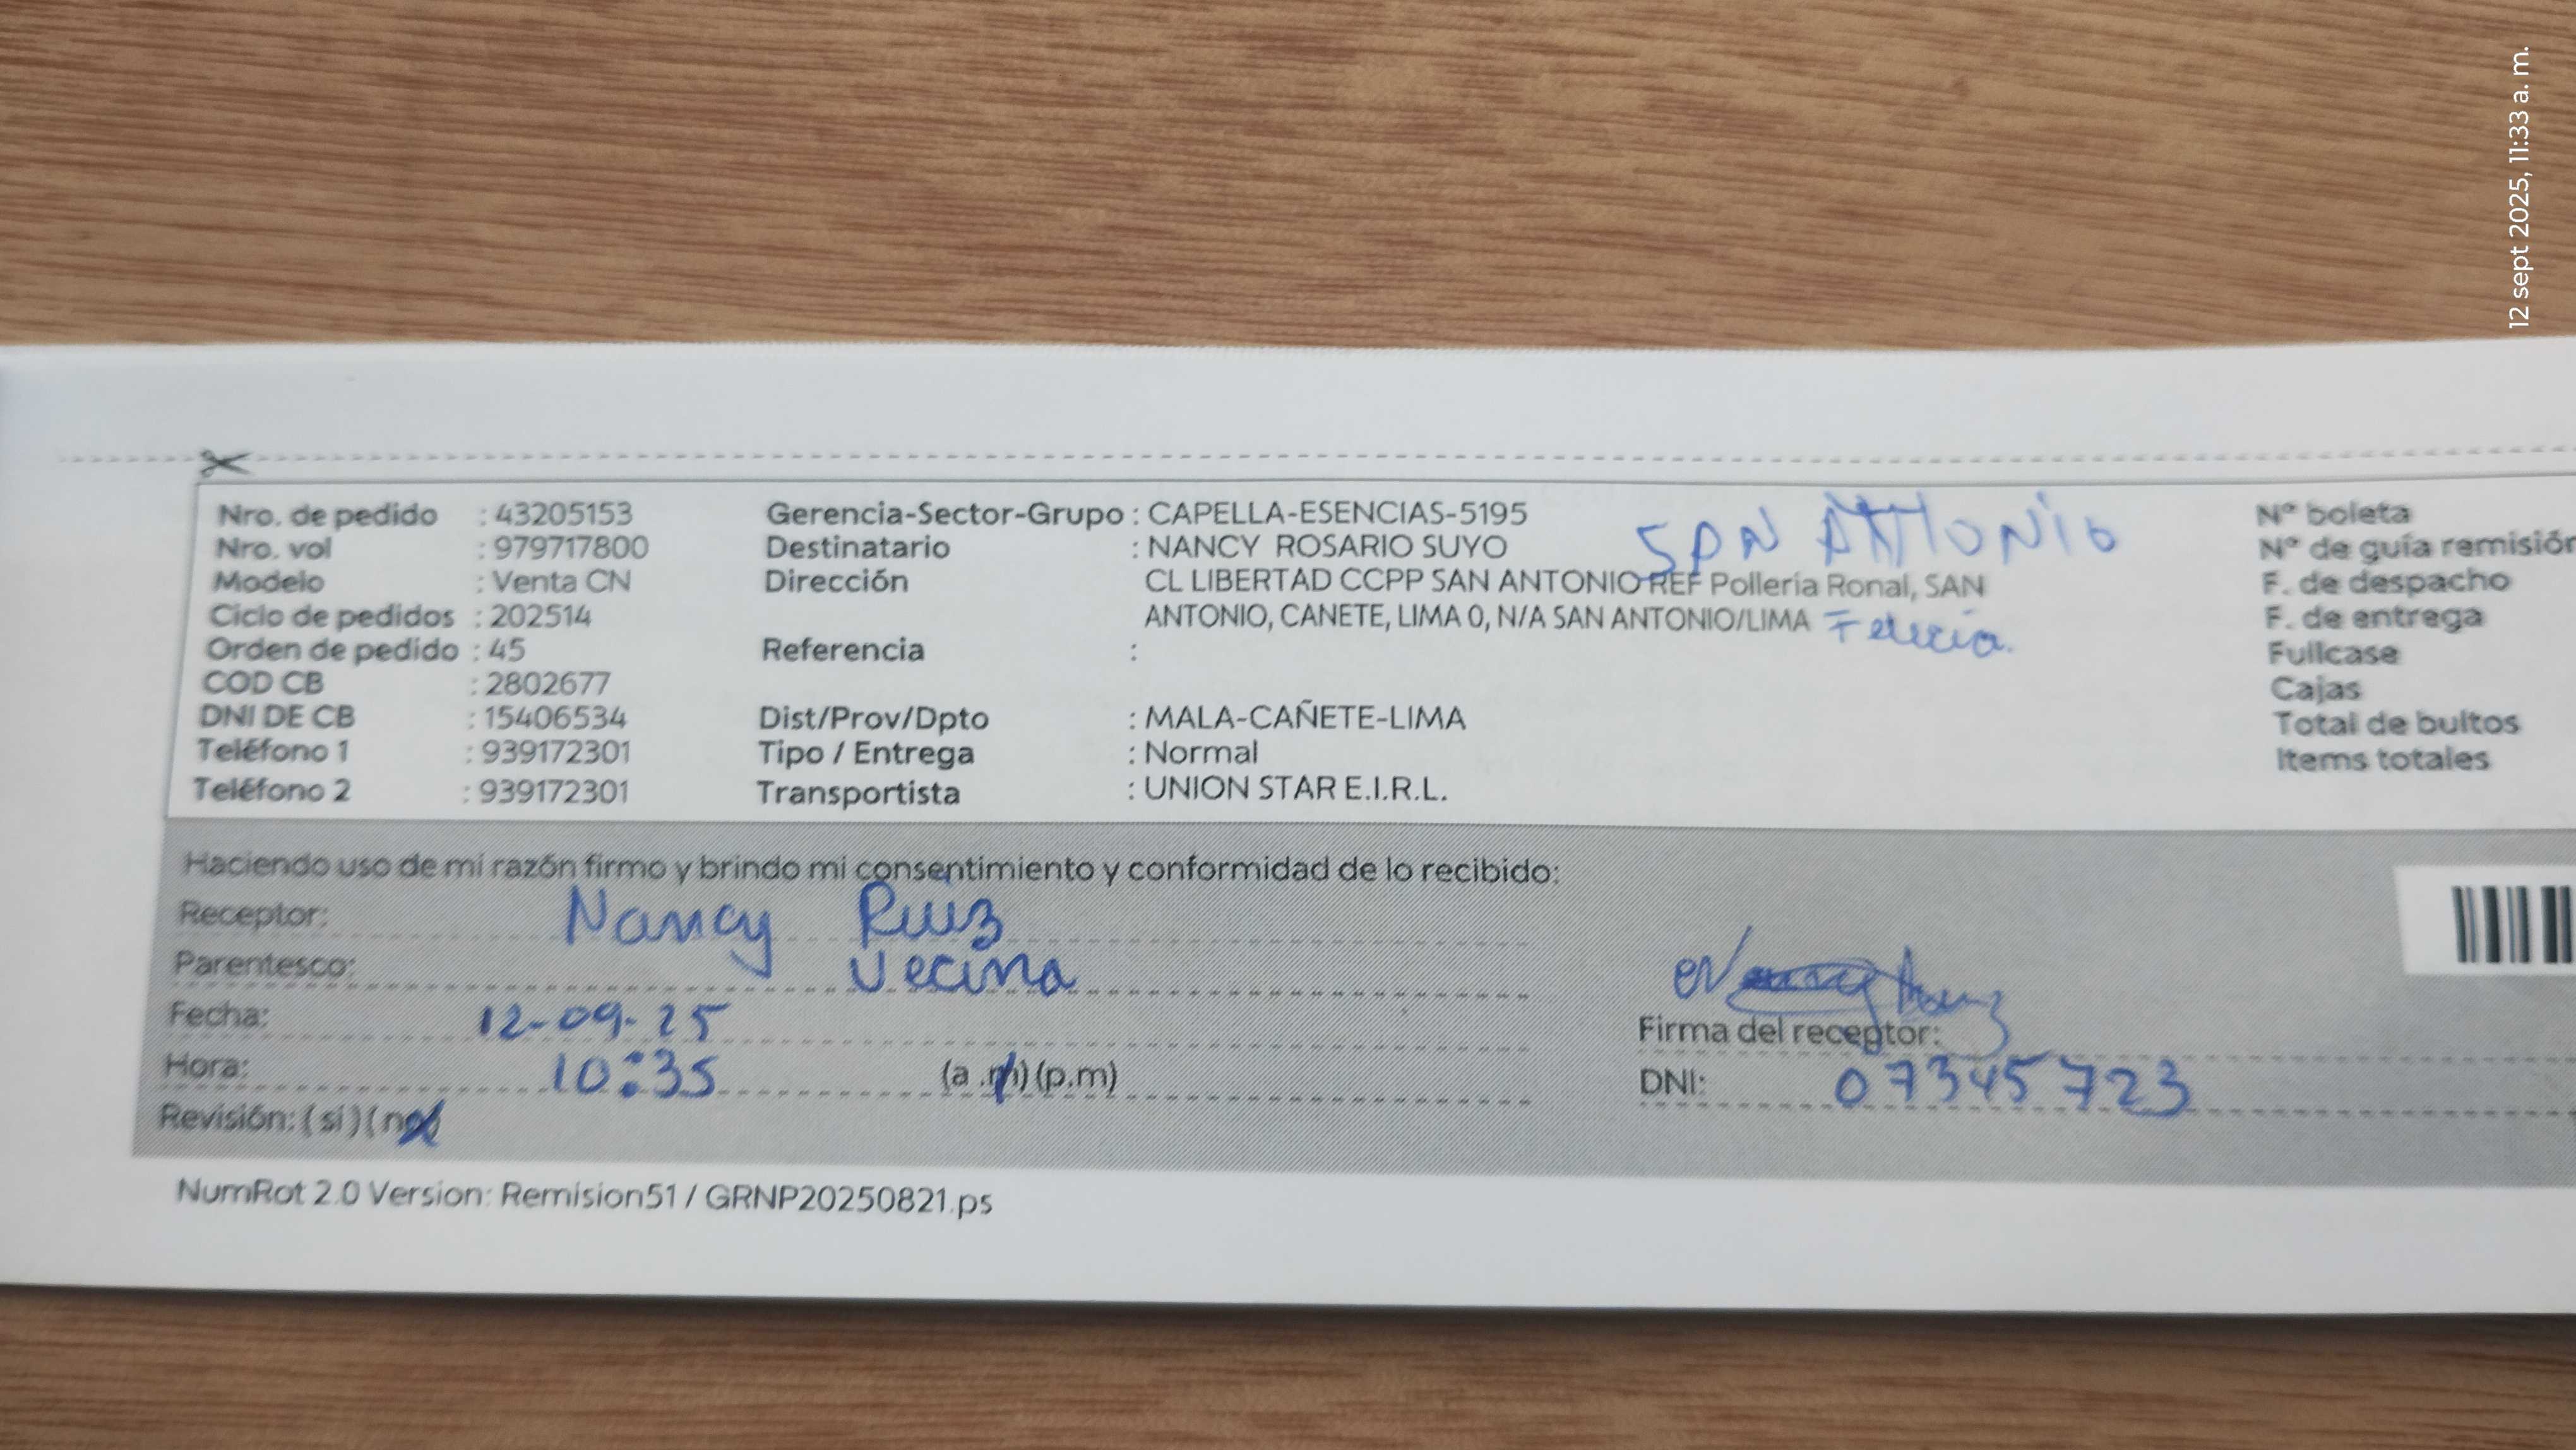 12 sept 2025, 11:33 a. m.
Nro. de pedido : 43205153 Gerencia-Sector-Grupo : CAPELLA-ESENCIAS-5195 SAN ANTONIO Nº boleta
Nro. vol : 979717800 Destinatario : NANCY ROSARIO SUYO Nº de guía remisión
Modelo : Venta CN Dirección CL LIBERTAD CCPP SAN ANTONIO REF Pollería Ronal, SAN F. de despacho
Ciclo de pedidos : 202514 ANTONIO, CANETE, LIMA 0, N/A SAN ANTONIO/LIMA F. de entrega
Orden de pedido : 45 Referencia : Fullcase
COD CB : 2802677 Cajas
DNI DE CB : 15406534 Dist/Prov/Dpto : MALA-CAÑETE-LIMA Total de bultos
Teléfono 1 : 939172301 Tipo / Entrega : Normal Items totales
Teléfono 2 : 939172301 Transportista : UNION STAR E.I.R.L.
Haciendo uso de mi razón firmo y brindo mi consentimiento y conformidad de lo recibido:
Receptor: Nancy Ruiz
Parentesco: Vecina
Fecha: 12-09-25 Firma del receptor:
Hora: 10:35 (a .m) (p.m) DNI: 07345723
Revisión: ( si ) ( no )
NumRot 2.0 Version: Remision51 / GRNP20250821.ps